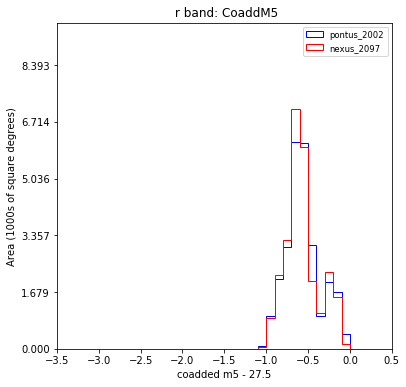 r band: CoaddM5
pontus_2002
nexus_2097
Area (1000s of square degrees)
8.393
6.714
5.036
3.357
1.679
0.000
−3.5 −3.0 −2.5 −2.0 −1.5 −1.0 −0.5 0.0 0.5
coadded m5 - 27.5